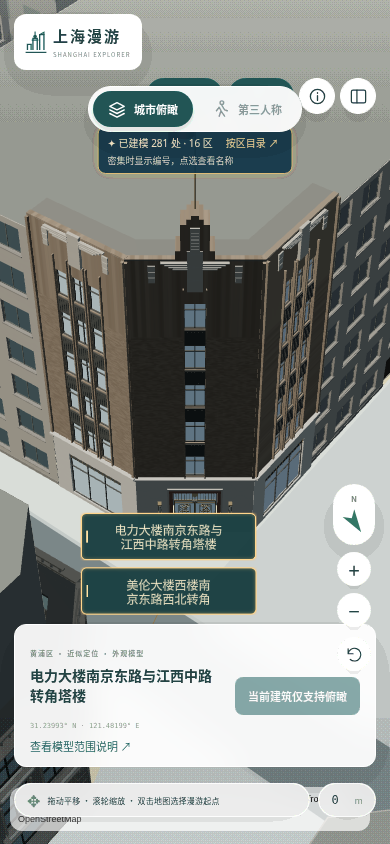 上海漫游
SHANGHAI EXPLORER
城市俯瞰
第三人称
✦ 已建模 281 处 · 16 区 按区目录 ↗
密集时显示编号，点选查看名称
N
电力大楼南京东路与
江西中路转角塔楼
美伦大楼西楼南
京东路西北转角
+
−
黄浦区 · 近似定位 · 外观模型
电力大楼南京东路与江西中路
转角塔楼
当前建筑仅支持俯瞰
31.23993° N · 121.48199° E
查看模型范围说明 ↗
拖动平移 · 滚轮缩放 · 双击地图选择漫游起点
0 m
OpenStreetMap